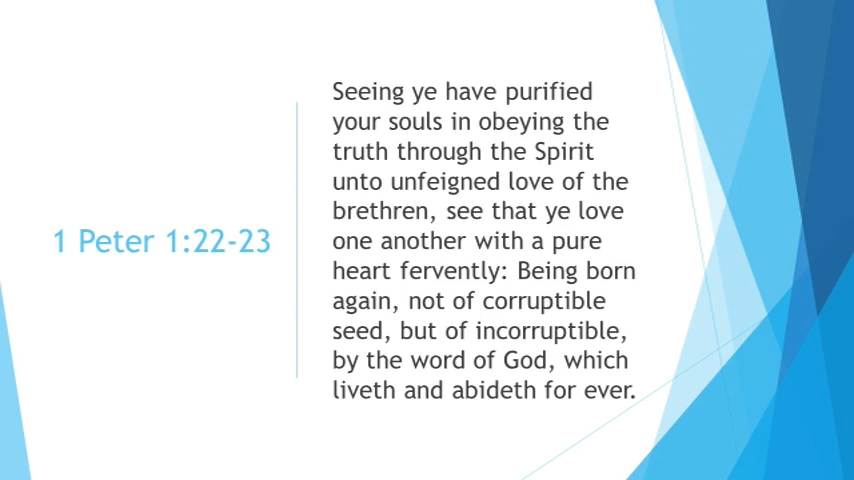 1 Peter 1:22-23
Seeing ye have purified
your souls in obeying the
truth through the Spirit
unto unfeigned love of the
brethren, see that ye love
one another with a pure
heart fervently: Being born
again, not of corruptible
seed, but of incorruptible,
by the word of God, which
liveth and abideth for ever.